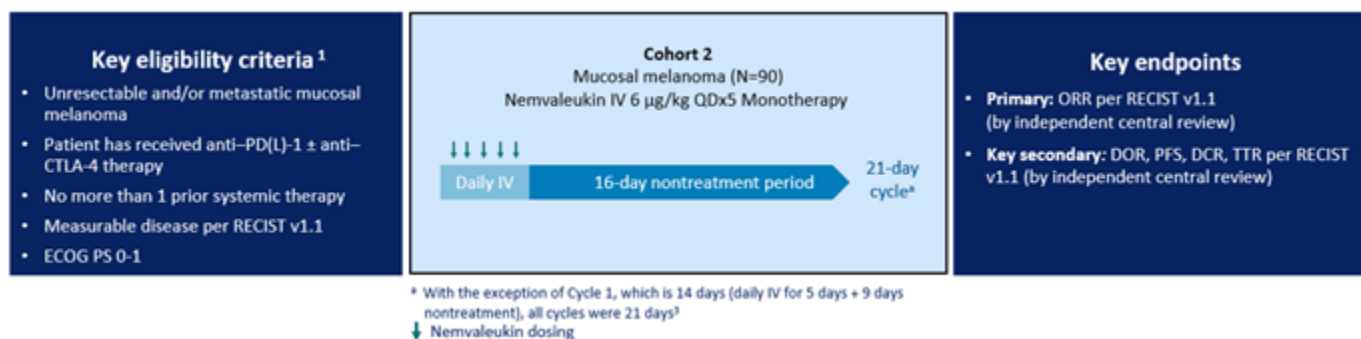 Key eligibility criteria ¹
• Unresectable and/or metastatic mucosal
melanoma
• Patient has received anti–PD(L)-1 ± anti–
CTLA-4 therapy
• No more than 1 prior systemic therapy
• Measurable disease per RECIST v1.1
• ECOG PS 0-1
Cohort 2
Mucosal melanoma (N=90)
Nemvaleukin IV 6 µg/kg QDx5 Monotherapy
Daily IV
16-day nontreatment period
21-day
cycleᵃ
ᵃ With the exception of Cycle 1, which is 14 days (daily IV for 5 days + 9 days
nontreatment), all cycles were 21 days³
↓ Nemvaleukin dosing
Key endpoints
• Primary: ORR per RECIST v1.1
(by independent central review)
• Key secondary: DOR, PFS, DCR, TTR per RECIST
v1.1 (by independent central review)